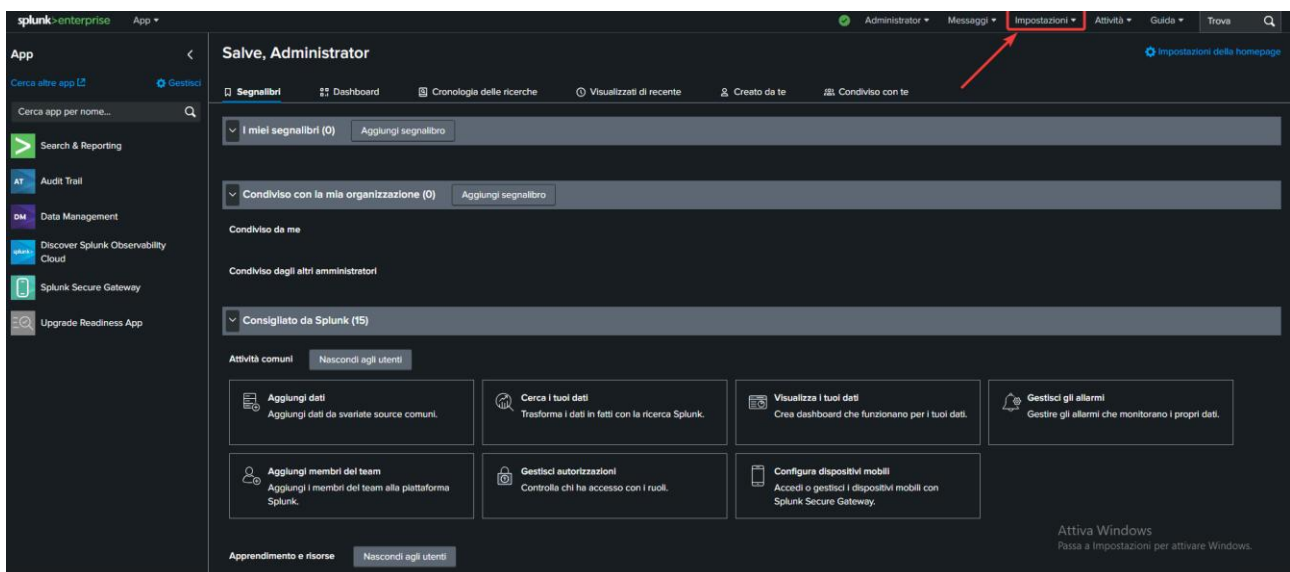 splunk>enterprise App Administrator Messaggi Impostazioni Attività Guida Trova
App
Cerca altre app Gestisci
Cerca app per nome...
Search & Reporting
AT Audit Trail
DM Data Management
splunk> Discover Splunk Observability
Cloud
Splunk Secure Gateway
Upgrade Readiness App
Salve, Administrator
Impostazioni della homepage
Segnalibri Dashboard Cronologia delle ricerche Visualizzati di recente Creato da te Condiviso con te
I miei segnalibri (0) Aggiungi segnalibro
Condiviso con la mia organizzazione (0) Aggiungi segnalibro
Condiviso da me
Condiviso dagli altri amministratori
Consigliato da Splunk (15)
Attività comuni Nascondi agli utenti
Aggiungi dati
Aggiungi dati da svariate source comuni.
Cerca i tuoi dati
Trasforma i dati in fatti con la ricerca Splunk.
Visualizza i tuoi dati
Crea dashboard che funzionano per i tuoi dati.
Gestisci gli allarmi
Gestire gli allarmi che monitorano i propri dati.
Aggiungi membri del team
Aggiungi i membri del team alla piattaforma
Splunk.
Gestisci autorizzazioni
Controlla chi ha accesso con i ruoli.
Configura dispositivi mobili
Accedi o gestisci i dispositivi mobili con
Splunk Secure Gateway.
Attiva Windows
Passa a Impostazioni per attivare Windows.
Apprendimento e risorse Nascondi agli utenti